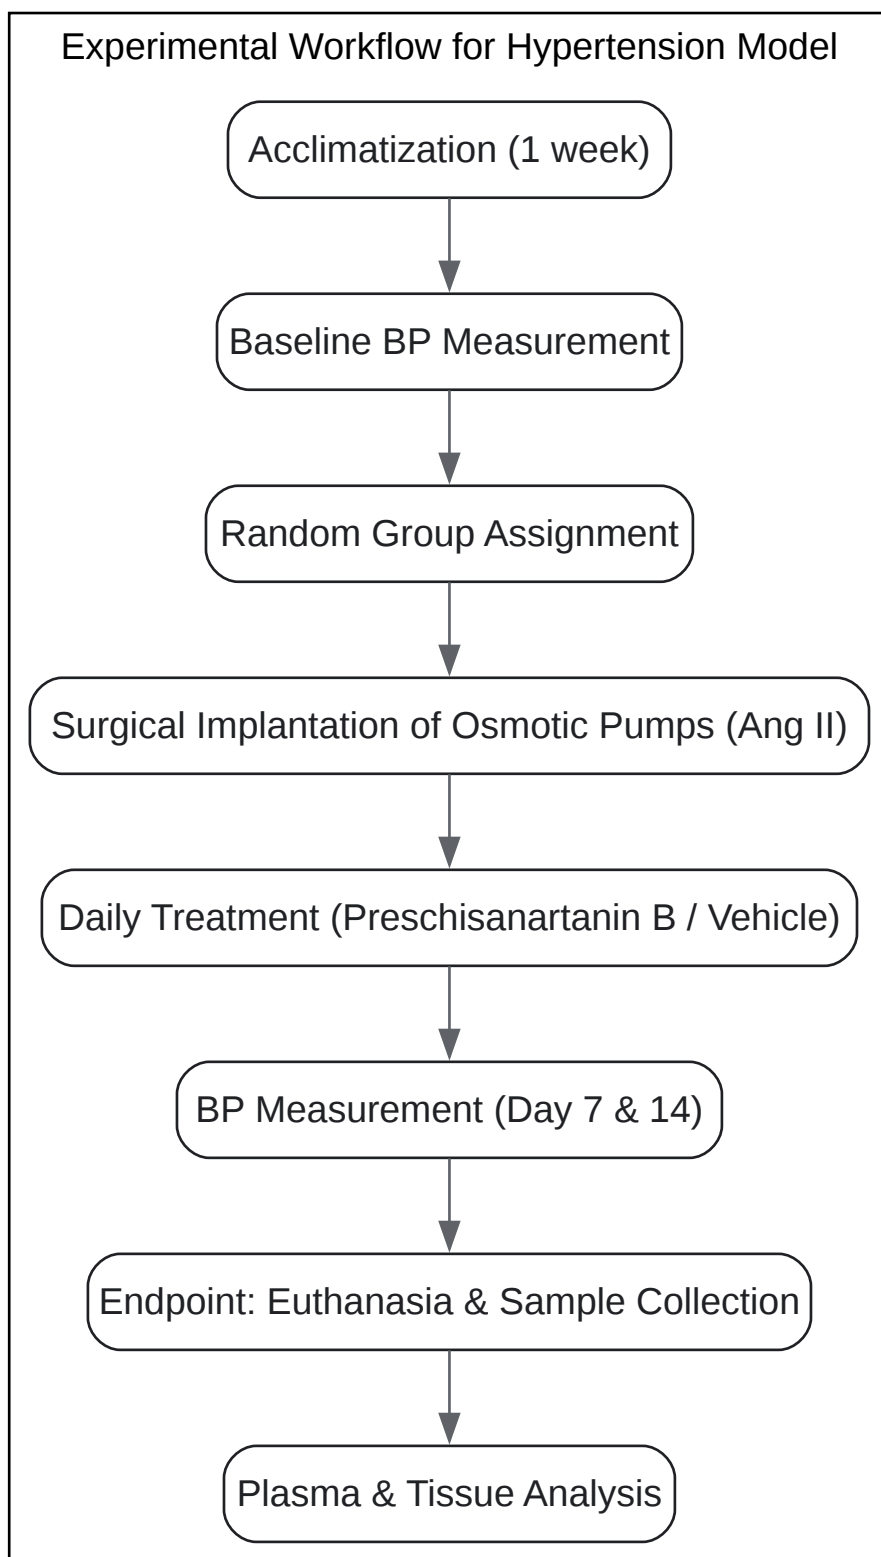 Experimental Workflow for Hypertension Model
Acclimatization (1 week)
Baseline BP Measurement
Random Group Assignment
Surgical Implantation of Osmotic Pumps (Ang II)
Daily Treatment (Preschisanartanin B / Vehicle)
BP Measurement (Day 7 & 14)
Endpoint: Euthanasia & Sample Collection
Plasma & Tissue Analysis